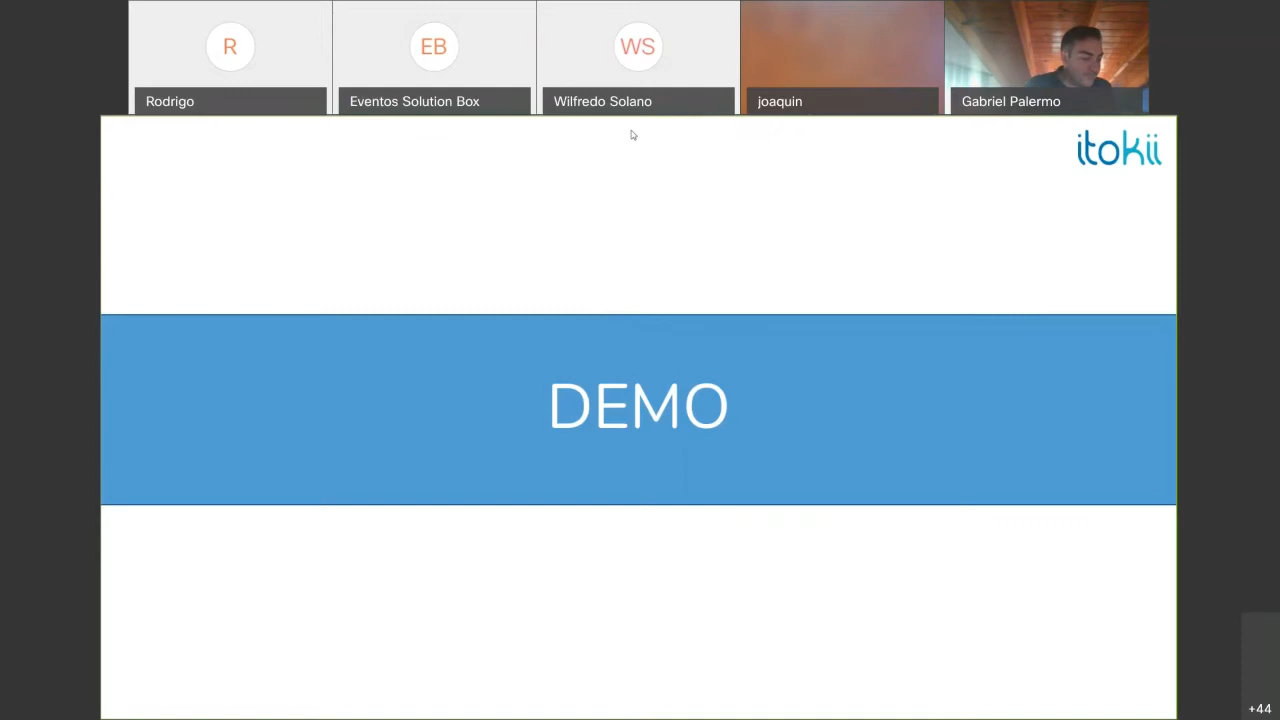 R
EB
WS
Rodrigo
Eventos Solution Box
Wilfredo Solano
joaquin
Gabriel Palermo
itokii
DEMO
+44